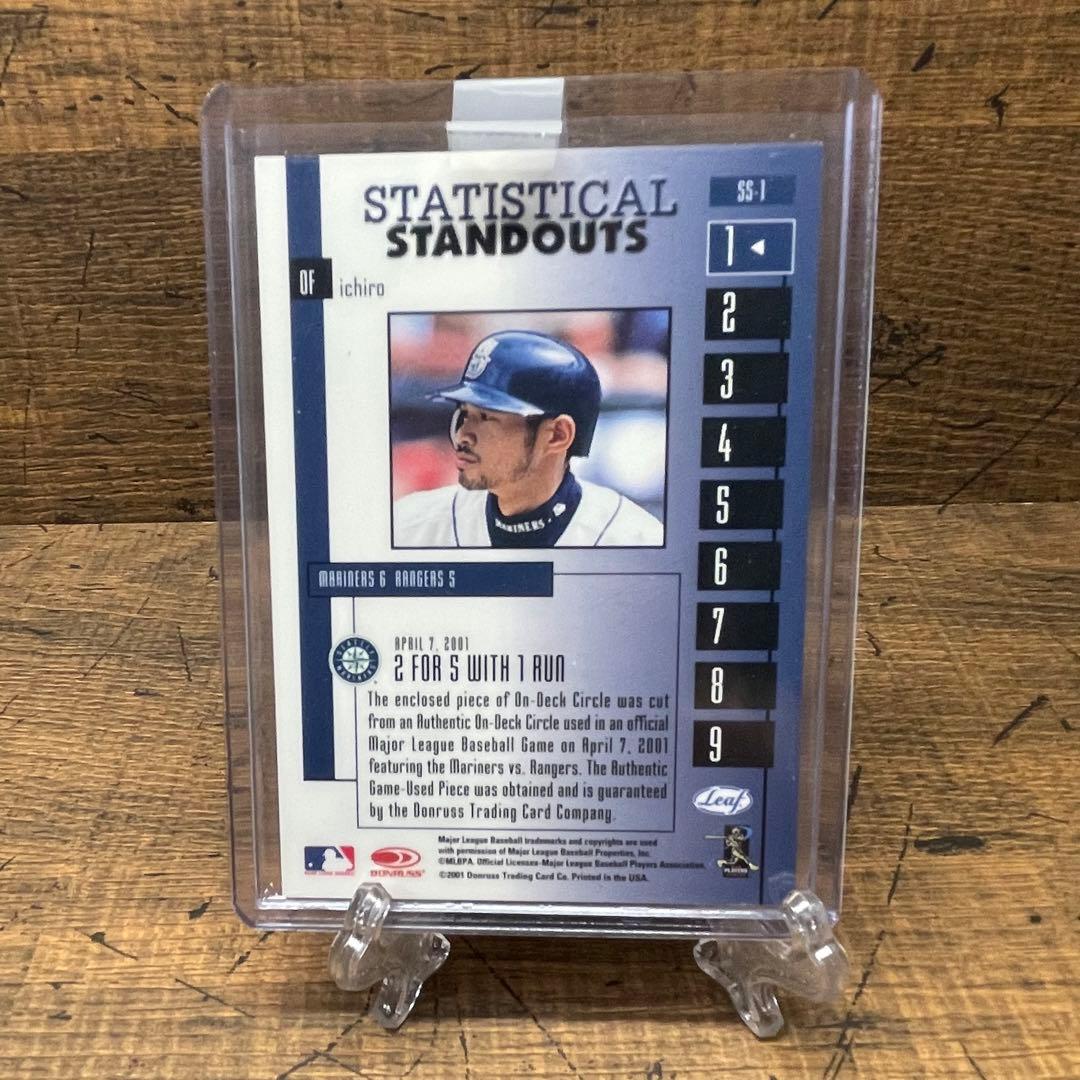 STATISTICAL
STANDOUTS
SS-1
OF
ichiro
1
2
3
4
5
6
7
8
9
MARINERS
MARINERS 6 RANGERS 5
APRIL 7, 2001
2 FOR 5 WITH 1 RUN
The enclosed piece of On-Deck Circle was cut
from an Authentic On-Deck Circle used in an official
Major League Baseball Game on April 7, 2001
featuring the Mariners vs. Rangers. The Authentic
Game-Used Piece was obtained and is guaranteed
by the Donruss Trading Card Company.
Leaf
Major League Baseball trademarks and copyrights are used
with permission of Major League Baseball Properties, Inc.
©MLBPA. Official Licensee-Major League Baseball Players Association.
©2001 Donruss Trading Card Co. Printed in the USA.
DONRUSS
PLAYERS